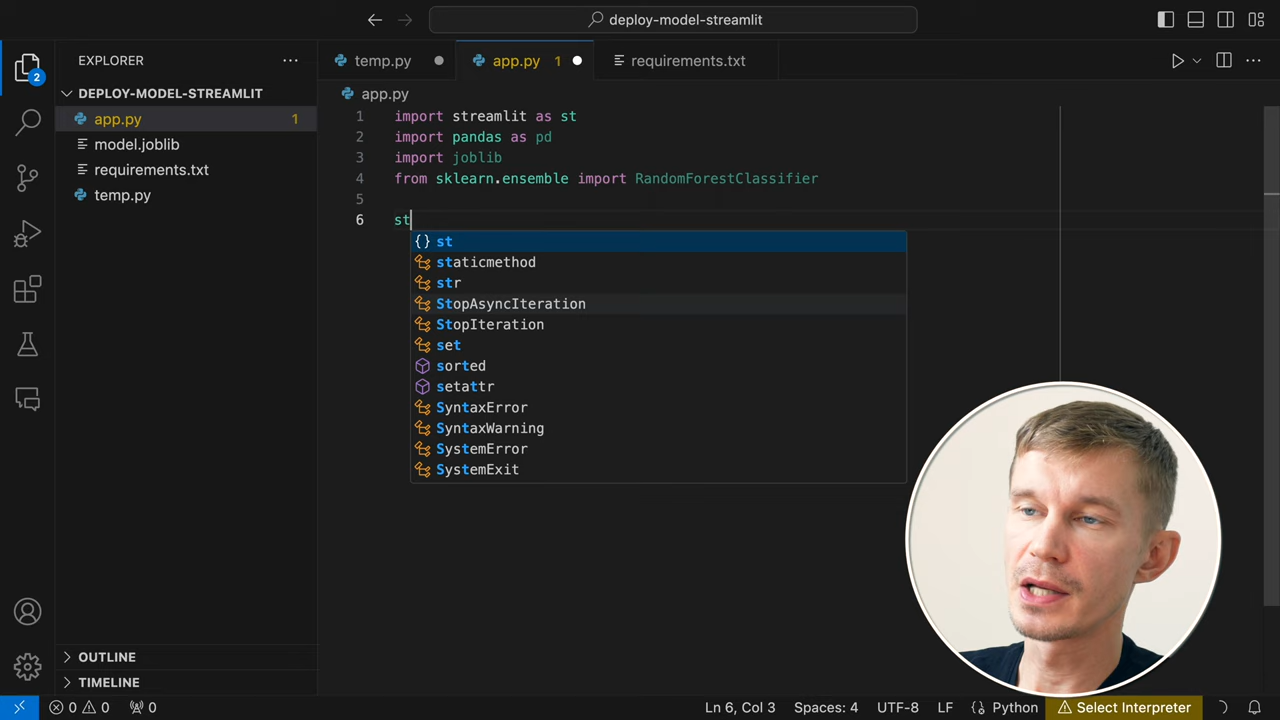 deploy-model-streamlit
EXPLORER
temp.py
app.py 1
requirements.txt
DEPLOY-MODEL-STREAMLIT
app.py
app.py 1
model.joblib
requirements.txt
temp.py
1 import streamlit as st
2 import pandas as pd
3 import joblib
4 from sklearn.ensemble import RandomForestClassifier
5
6 st
{} st
staticmethod
str
StopAsyncIteration
StopIteration
set
sorted
setattr
SyntaxError
SyntaxWarning
SystemError
SystemExit
2
OUTLINE
TIMELINE
0 0 0 Ln 6, Col 3 Spaces: 4 UTF-8 LF {} Python Select Interpreter